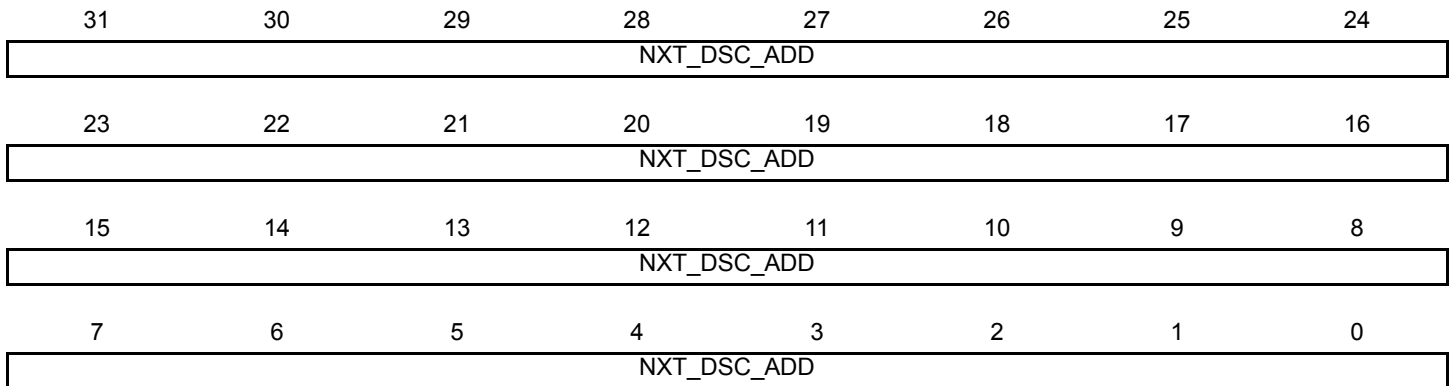 31 30 29 28 27 26 25 24
NXT_DSC_ADD
23 22 21 20 19 18 17 16
NXT_DSC_ADD
15 14 13 12 11 10 9 8
NXT_DSC_ADD
7 6 5 4 3 2 1 0
NXT_DSC_ADD